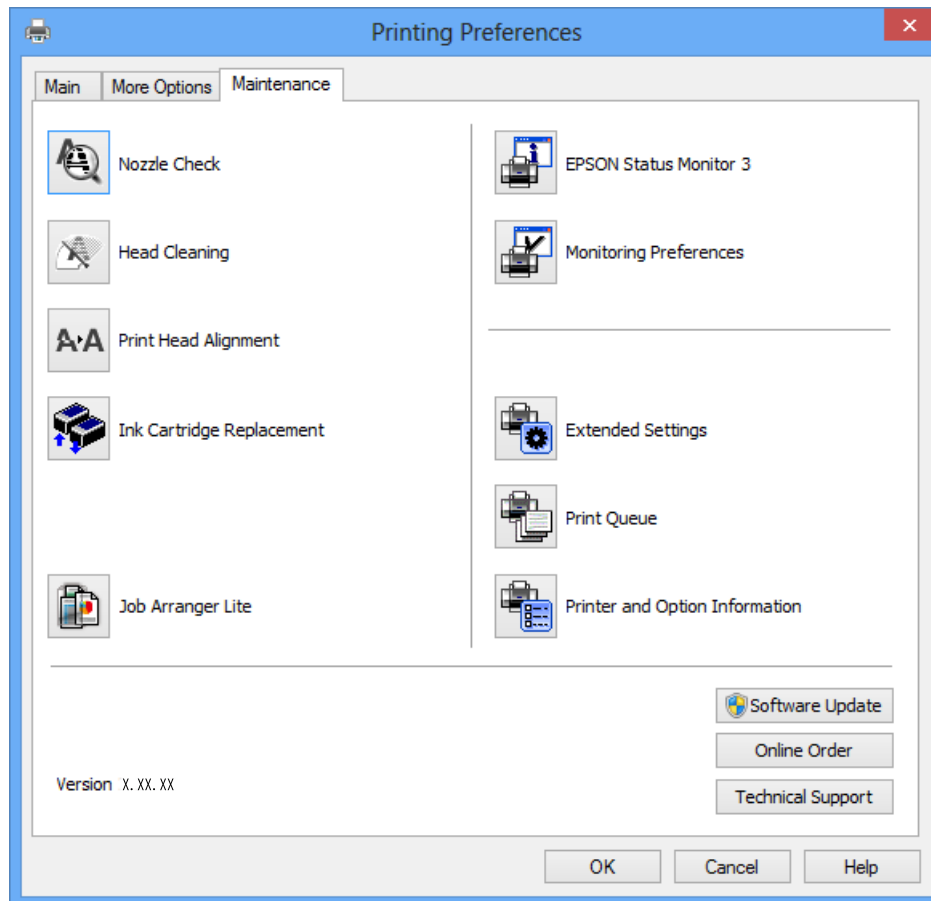 Printing Preferences
Main
More Options
Maintenance
Nozzle Check
EPSON Status Monitor 3
Head Cleaning
Monitoring Preferences
A·A Print Head Alignment
Ink Cartridge Replacement
Extended Settings
Print Queue
Job Arranger Lite
Printer and Option Information
Software Update
Online Order
Version X.XX.XX
Technical Support
OK
Cancel
Help